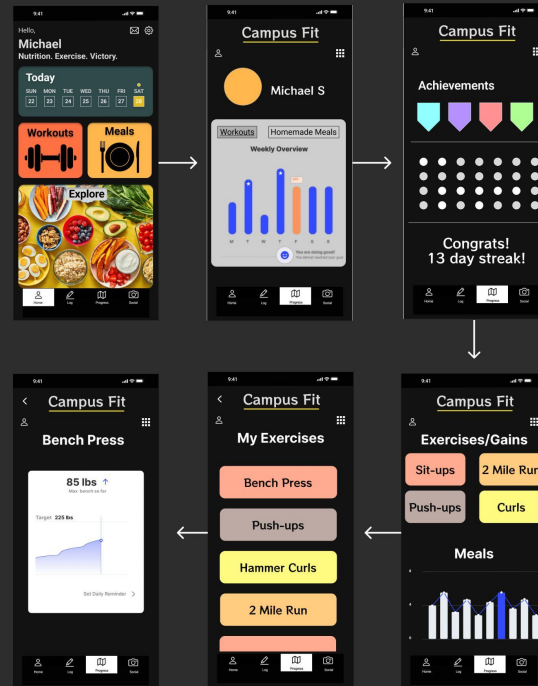 9:41
Hello,
Michael
Nutrition. Exercise. Victory.
Today
SUN MON TUE WED THU FRI SAT
22 23 24 25 26 27 28
Workouts
Meals
Explore
Home Log Progress Social
9:41
Campus Fit
Michael S
Workouts Homemade Meals
Weekly Overview
M T W T F S S
You are doing good!
Home Log Progress Social
9:41
Campus Fit
Achievements
Congrats!
13 day streak!
Home Log Progress Social
9:41
Campus Fit
Bench Press
85 lbs
Max bench so far
Target 225 lbs
Set Daily Reminder
Home Log Progress Social
9:41
Campus Fit
My Exercises
Bench Press
Push-ups
Hammer Curls
2 Mile Run
Home Log Progress Social
9:41
Campus Fit
Exercises/Gains
Sit-ups
2 Mile Run
Push-ups
Curls
Meals
Home Log Progress Social